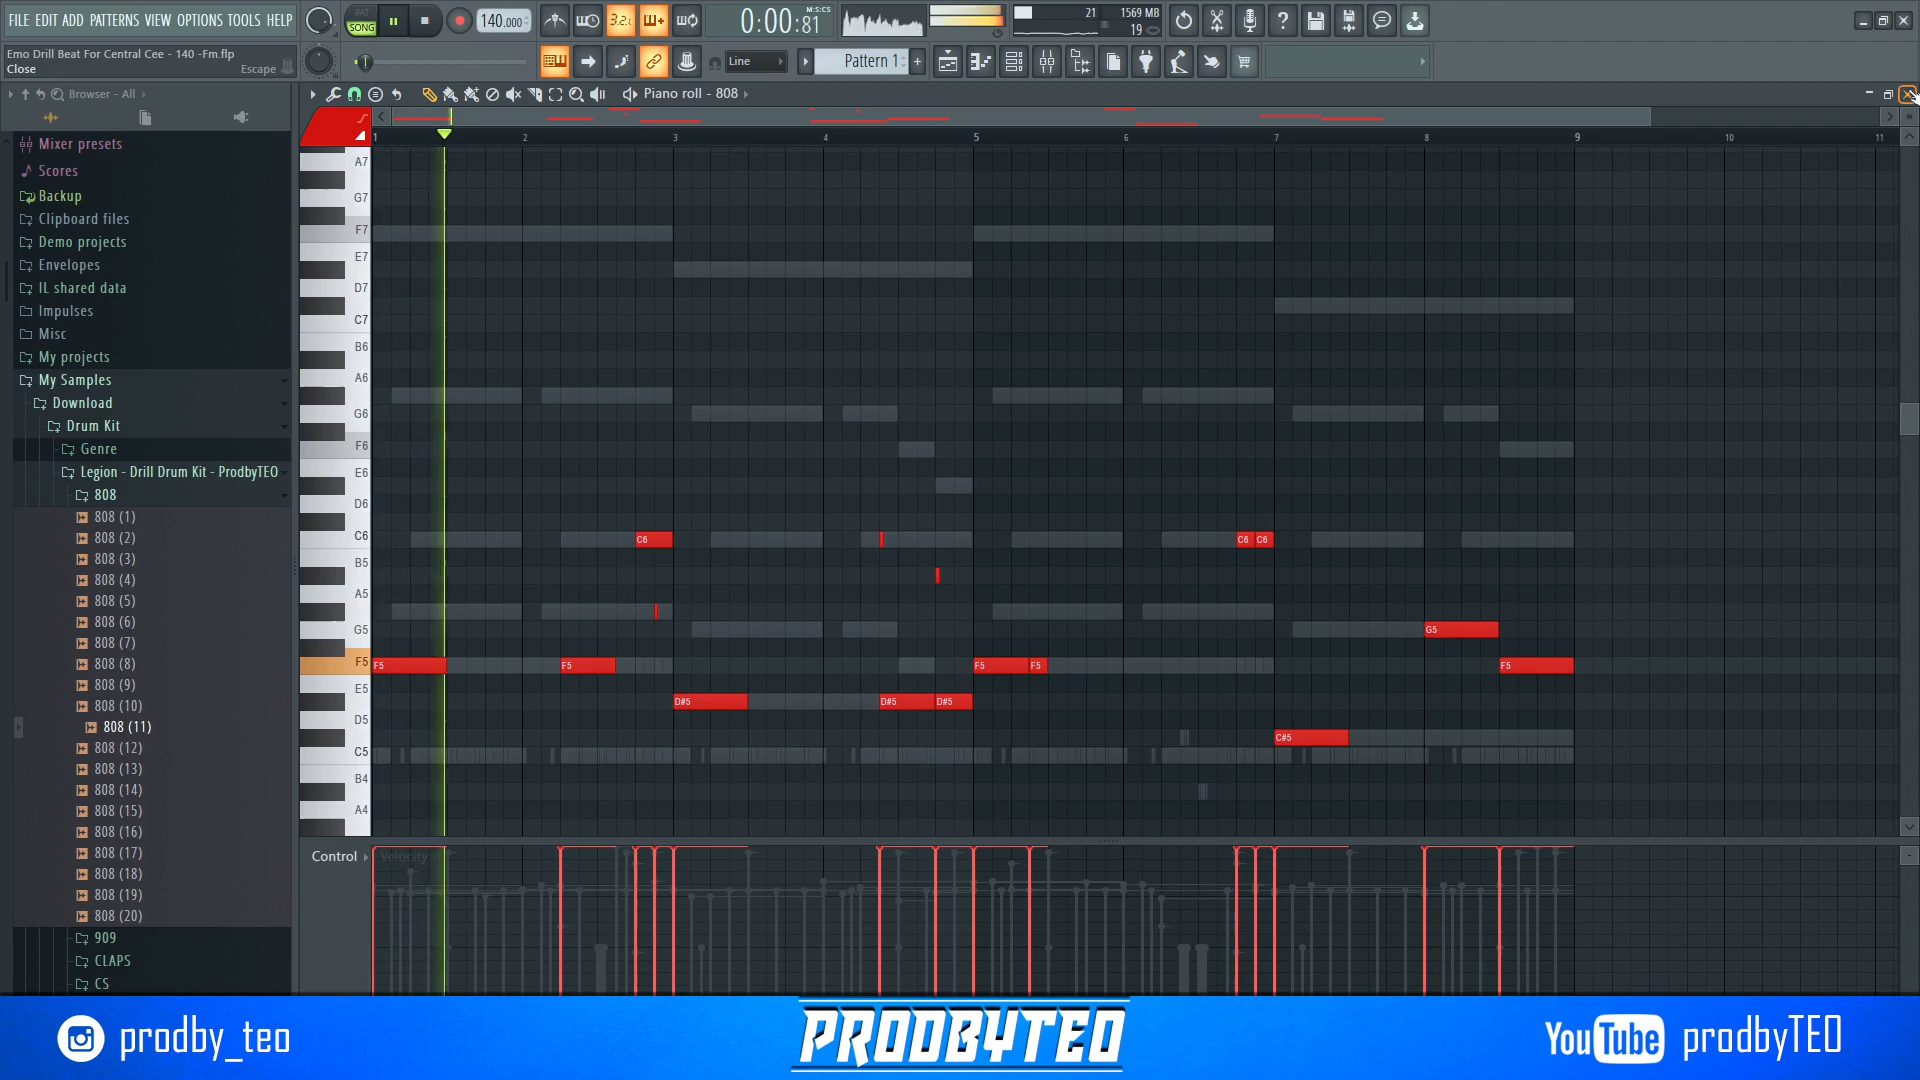 FILE EDIT ADD PATTERNS VIEW OPTIONS TOOLS HELP
PAT
SONG
140.000
3.2.
0:00:81
M:S:CS
21
1569 MB
19
Emo Drill Beat For Central Cee - 140 -Fm.flp
Close
Escape
Line
Pattern 1
Browser - All
Piano roll - 808
Mixer presets
Scores
Backup
Clipboard files
Demo projects
Envelopes
IL shared data
Impulses
Misc
My projects
My Samples
Download
Drum Kit
Genre
Legion - Drill Drum Kit - ProdbyTEO
808
808 (1)
808 (2)
808 (3)
808 (4)
808 (5)
808 (6)
808 (7)
808 (8)
808 (9)
808 (10)
808 (11)
808 (12)
808 (13)
808 (14)
808 (15)
808 (16)
808 (17)
808 (18)
808 (19)
808 (20)
909
CLAPS
CS
1 2 3 4 5 6 7 8 9 10 11
A7
G7
F7
E7
D7
C7
B6
A6
G6
F6
E6
D6
C6 C6 C6 C6
B5
A5
G5 G5
F5 F5 F5 F5 F5 F5
E5
D#5 D#5 D#5
D5
C#5
C5
B4
A4
Control
Velocity
prodby_teo
PRODBYTEO
YouTube prodbyTEO